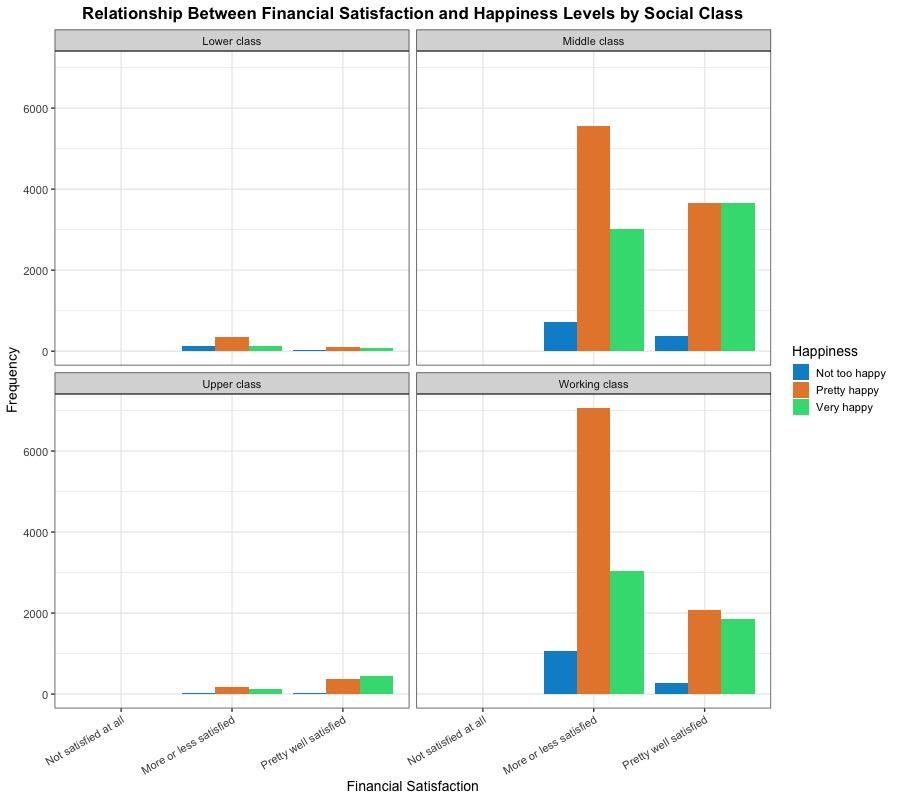 Relationship Between Financial Satisfaction and Happiness Levels by Social Class
Lower class
Middle class
6000
4000
2000
0
Upper class
Working class
6000
4000
2000
0
Frequency
Not satisfied at all
More or less satisfied
Pretty well satisfied
Not satisfied at all
More or less satisfied
Pretty well satisfied
Financial Satisfaction
Happiness
Not too happy
Pretty happy
Very happy